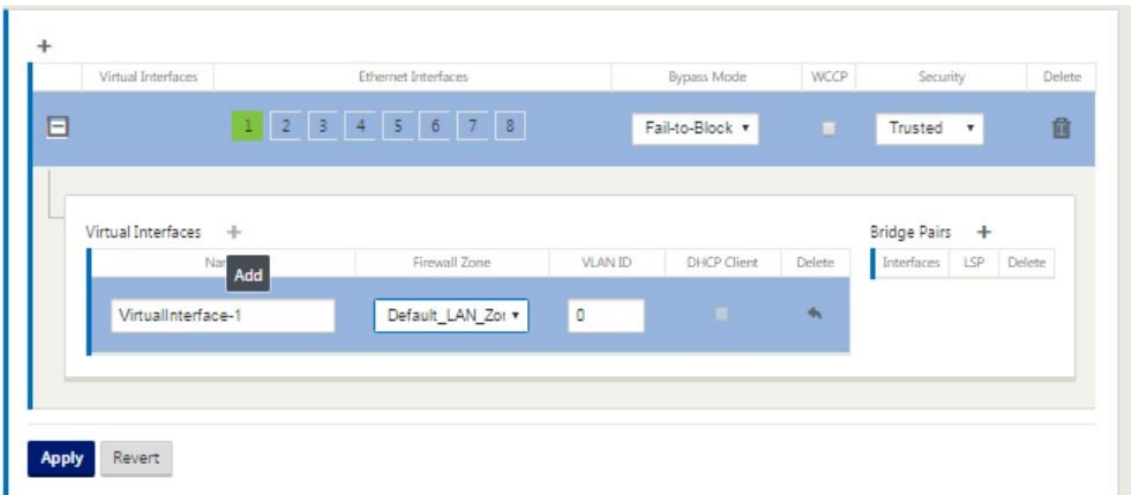 +
Virtual Interfaces Ethernet Interfaces Bypass Mode WCCP Security Delete
1 2 3 4 5 6 7 8 Fail-to-Block Trusted
Virtual Interfaces + Bridge Pairs +
Firewall Zone VLAN ID DHCP Client Delete Interfaces LSP Delete
Add
VirtualInterface-1 Default_LAN_Zo 0
Apply Revert